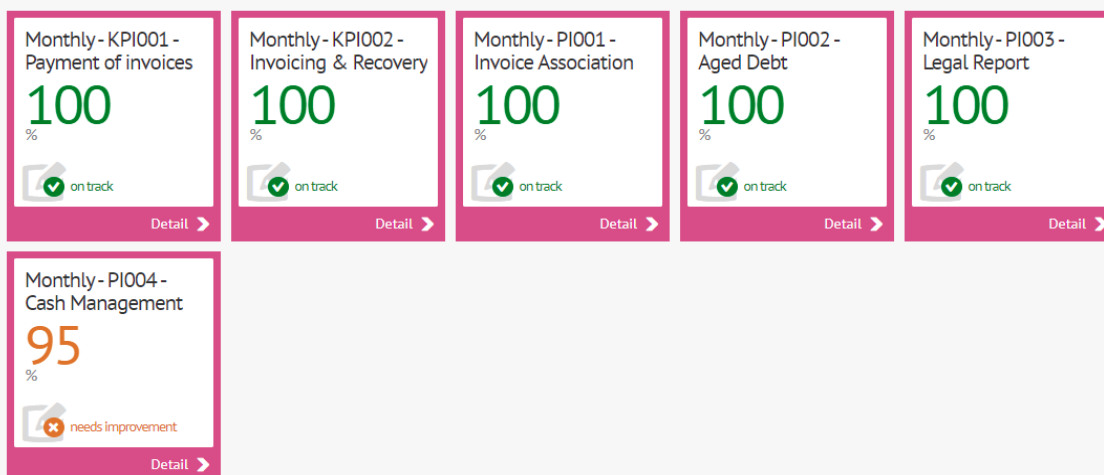 Monthly - KPI001 -
Payment of invoices
100
%
on track
Detail
Monthly - KPI002 -
Invoicing & Recovery
100
%
on track
Detail
Monthly - PI001 -
Invoice Association
100
%
on track
Detail
Monthly - PI002 -
Aged Debt
100
%
on track
Detail
Monthly - PI003 -
Legal Report
100
%
on track
Detail
Monthly - PI004 -
Cash Management
95
%
needs improvement
Detail